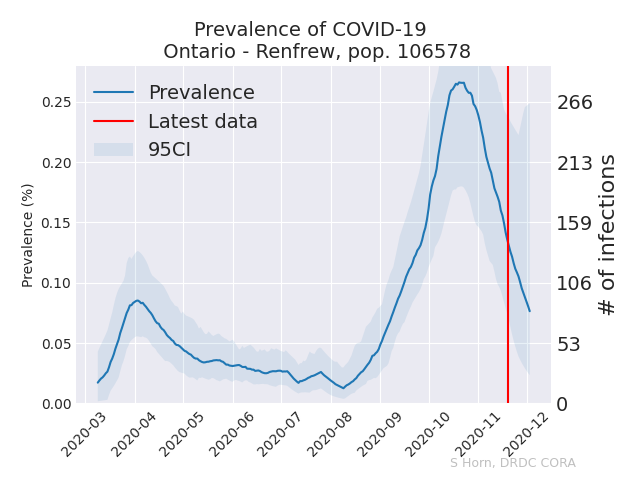 Prevalence of COVID-19
Ontario - Renfrew, pop. 106578
Prevalence
Latest data
95CI
Prevalence (%)
0.25
0.20
0.15
0.10
0.05
0.00
266
213
159
106
53
0
# of infections
2020-03
2020-04
2020-05
2020-06
2020-07
2020-08
2020-09
2020-10
2020-11
2020-12
S Horn, DRDC CORA